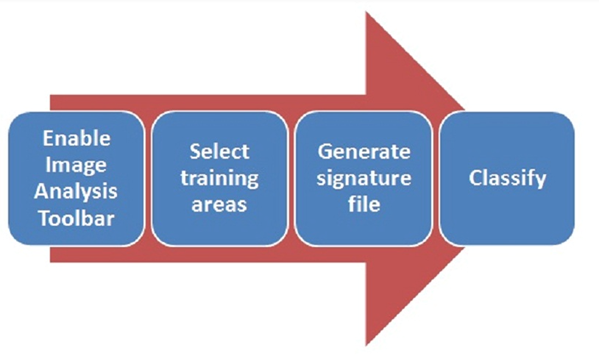 Enable
Image
Analysis
Toolbar
Select
training
areas
Generate
signature
file
Classify